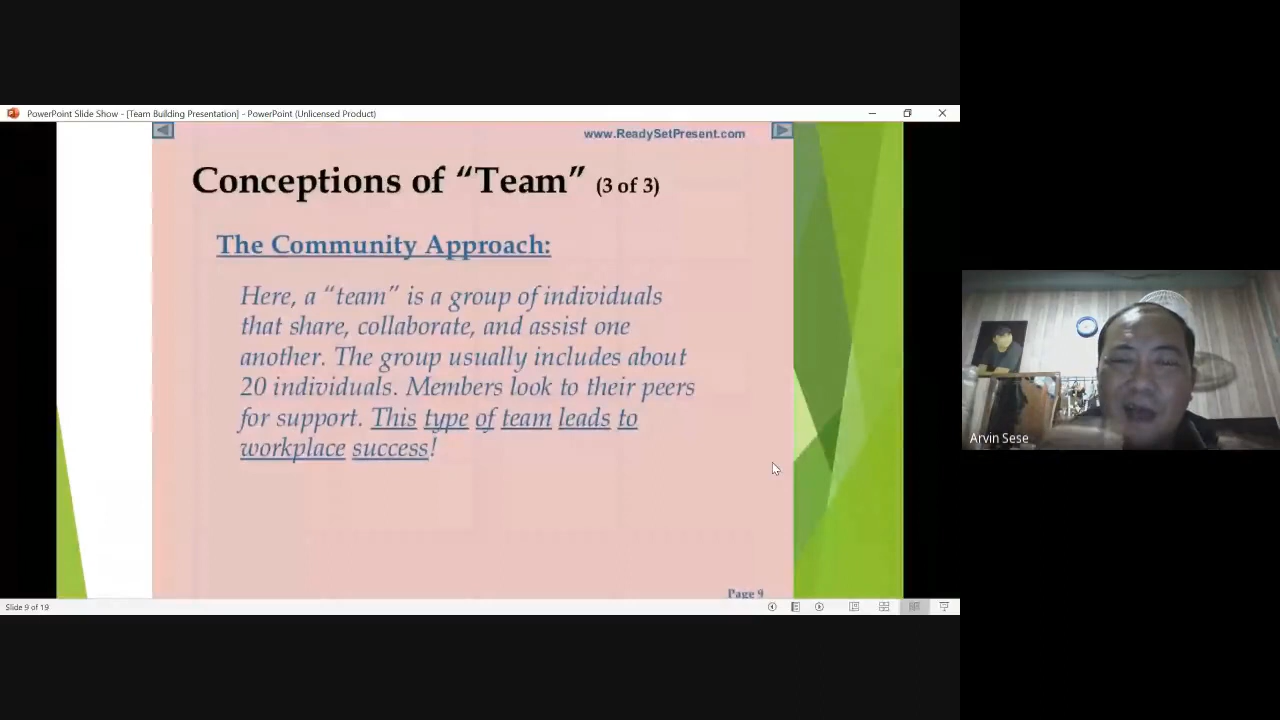 PowerPoint Slide Show - [Team Building Presentation] - PowerPoint (Unlicensed Product)
www.ReadySetPresent.com
Conceptions of “Team” (3 of 3)
The Community Approach:
Here, a “team” is a group of individuals
that share, collaborate, and assist one
another. The group usually includes about
20 individuals. Members look to their peers
for support. This type of team leads to
workplace success!
Page 9
Slide 9 of 19
Arvin Sese